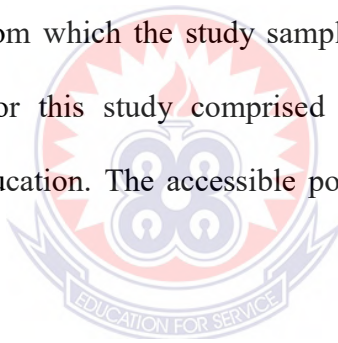 om which the study sampl
or this study comprised
ucation. The accessible po
EDUCATION FOR SERVICE